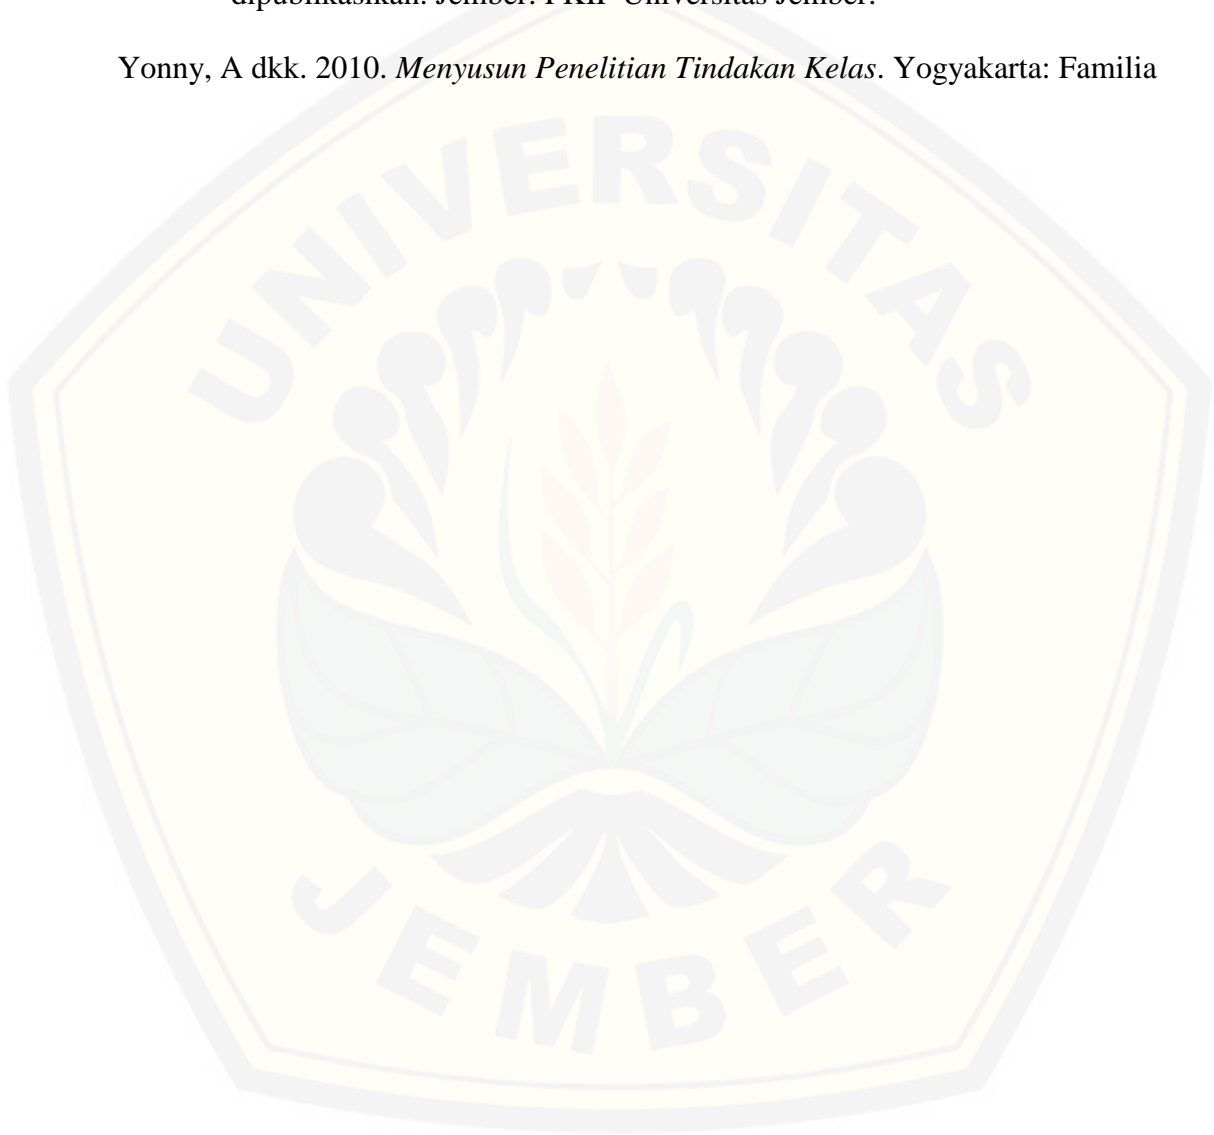 dipublikasikan. Jember: FKIP Universitas Jember.
Yonny, A dkk. 2010. Menyusun Penelitian Tindakan Kelas. Yogyakarta: Familia
UNIVERSITAS
JEMBER